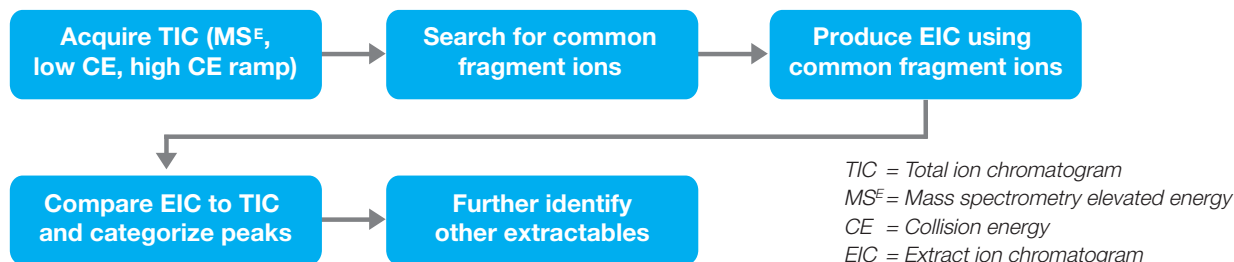 Acquire TIC (MSᴱ,
low CE, high CE ramp)
Search for common
fragment ions
Produce EIC using
common fragment ions
Compare EIC to TIC
and categorize peaks
Further identify
other extractables
TIC = Total ion chromatogram
MSᴱ = Mass spectrometry elevated energy
CE = Collision energy
EIC = Extract ion chromatogram